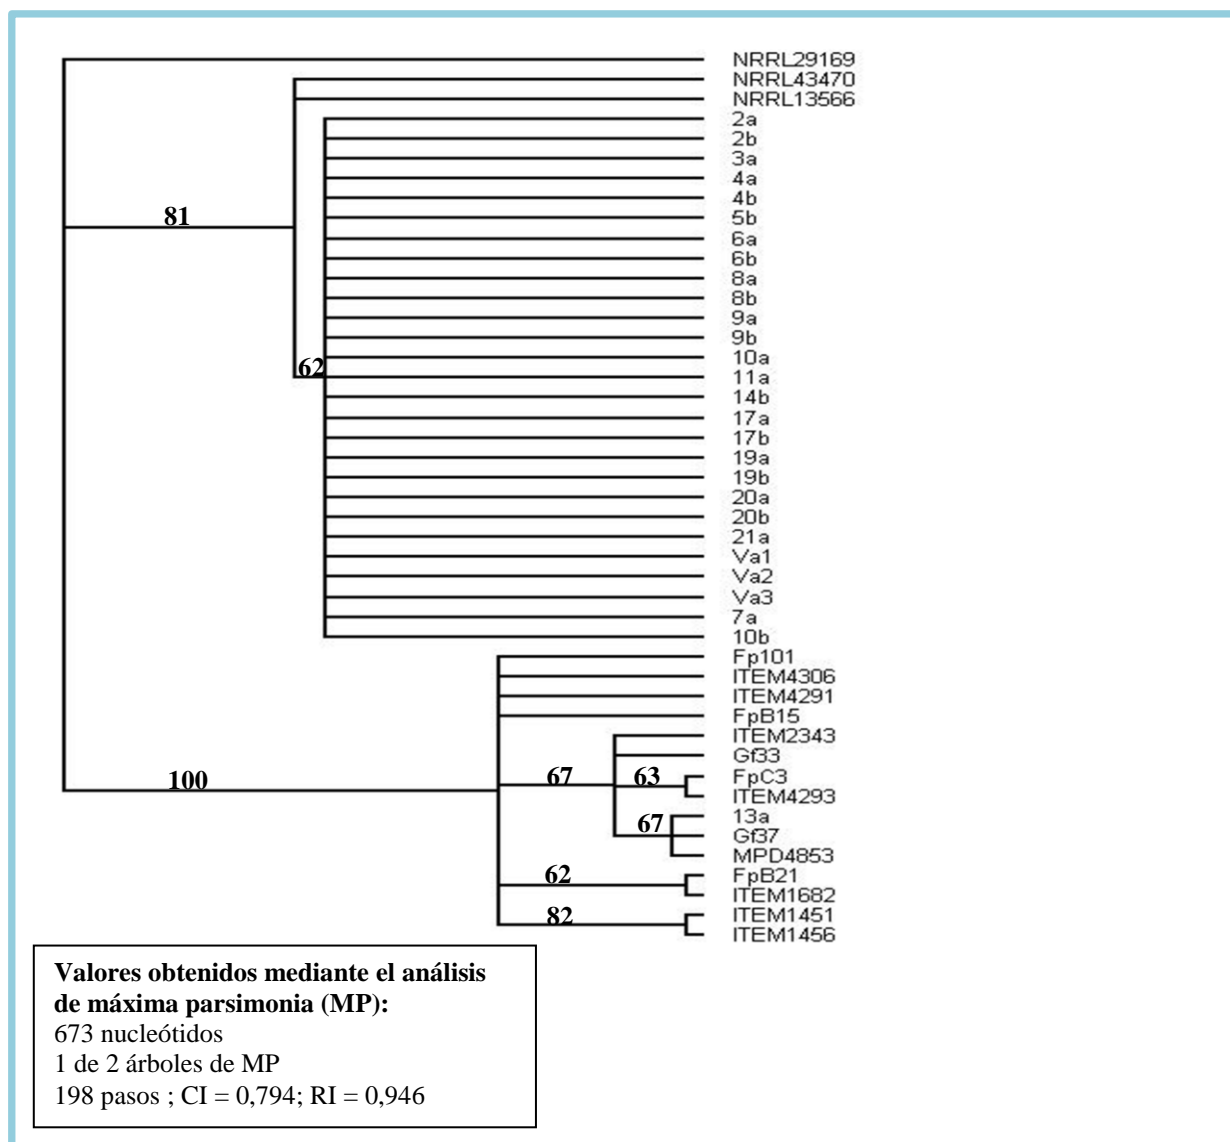 NRRL29169
NRRL43470
NRRL13566
2a
2b
3a
4a
4b
81
5b
6a
6b
8a
8b
9a
9b
10a
62
11a
14b
17a
17b
19a
19b
20a
20b
21a
Va1
Va2
Va3
7a
10b
Fp101
ITEM4306
ITEM4291
FpB15
ITEM2343
Gf33
100
67
63
FpC3
ITEM4293
13a
67
Gf37
MPD4853
62
FpB21
ITEM1682
82
ITEM1451
ITEM1456
Valores obtenidos mediante el análisis
de máxima parsimonia (MP):
673 nucleótidos
1 de 2 árboles de MP
198 pasos ; CI = 0,794; RI = 0,946